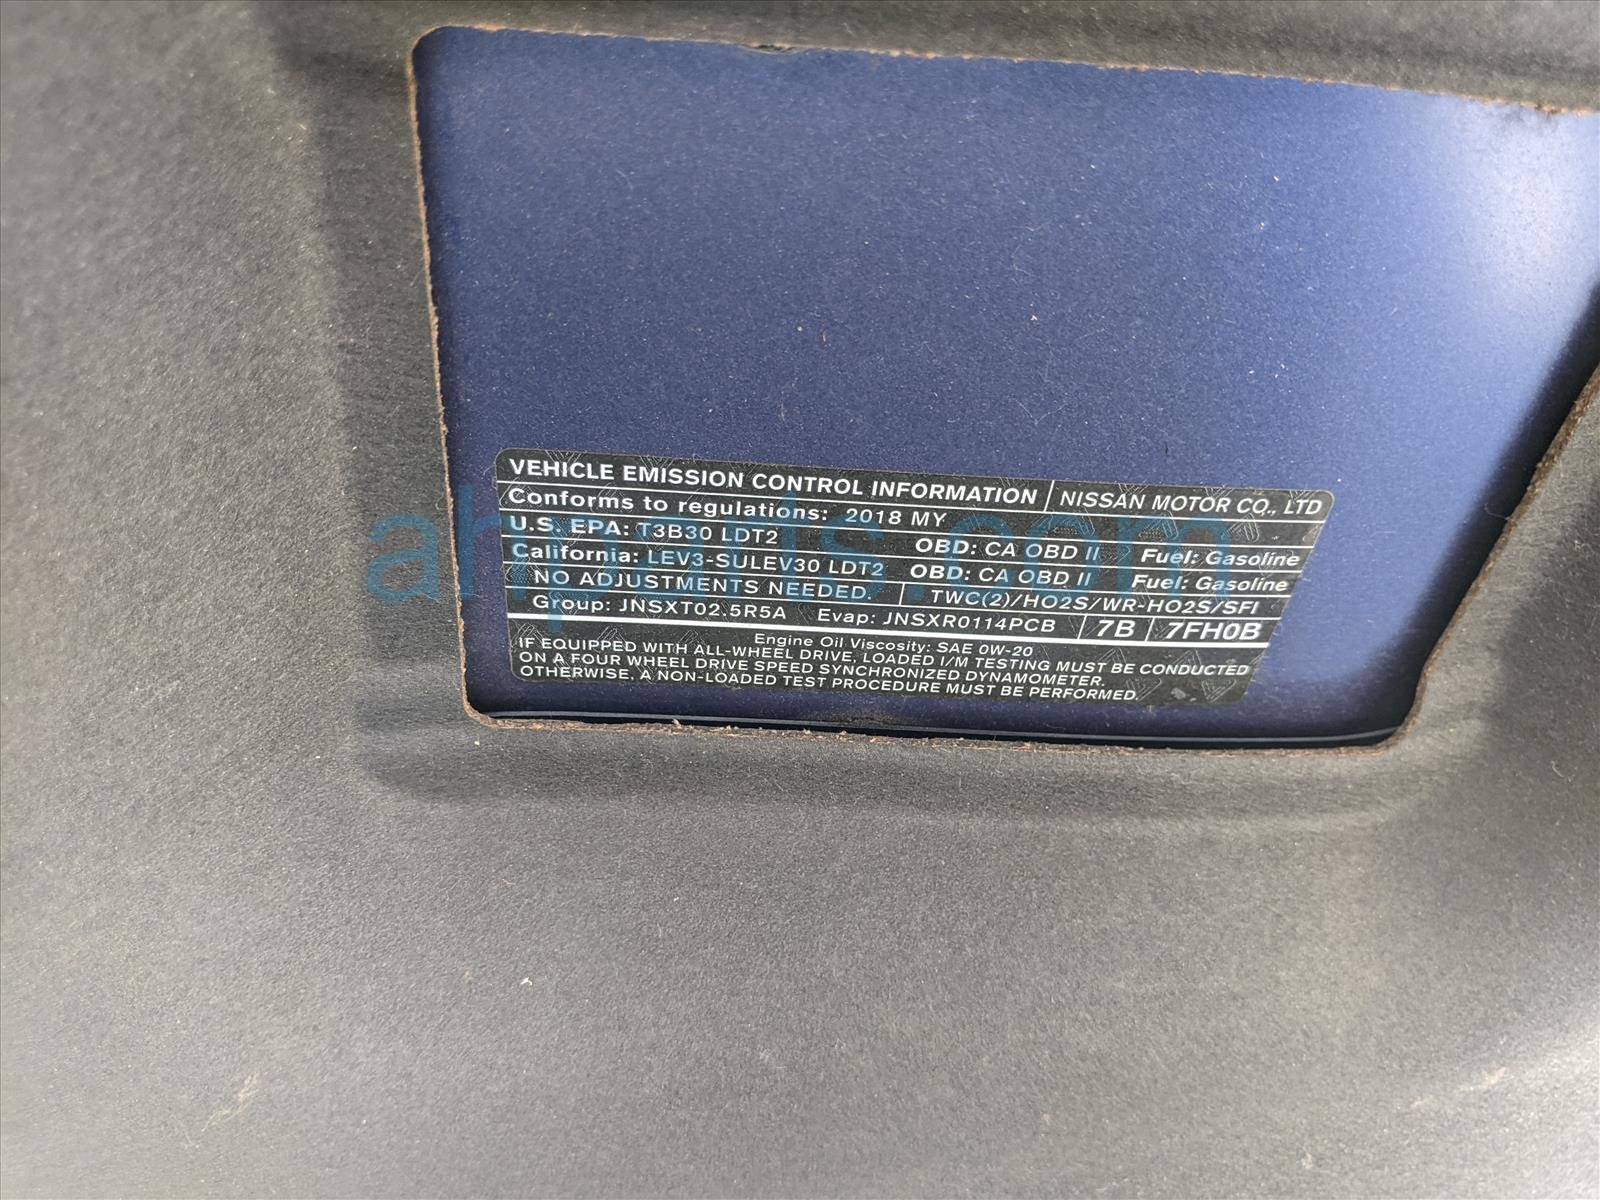 VEHICLE EMISSION CONTROL INFORMATION NISSAN MOTOR CO., LTD
Conforms to regulations: 2018 MY
U.S. EPA: T3B30 LDT2 OBD: CA OBD II Fuel: Gasoline
California: LEV3-SULEV30 LDT2 OBD: CA OBD II Fuel: Gasoline
NO ADJUSTMENTS NEEDED. TWC(2)/HO2S/WR-HO2S/SFI
Group: JNSXT02.5R5A Evap: JNSXR0114PCB 7B 7FH0B
Engine Oil Viscosity: SAE 0W-20
IF EQUIPPED WITH ALL-WHEEL DRIVE, LOADED I/M TESTING MUST BE CONDUCTED
ON A FOUR WHEEL DRIVE SPEED SYNCHRONIZED DYNAMOMETER.
OTHERWISE, A NON-LOADED TEST PROCEDURE MUST BE PERFORMED.
ahparts.com